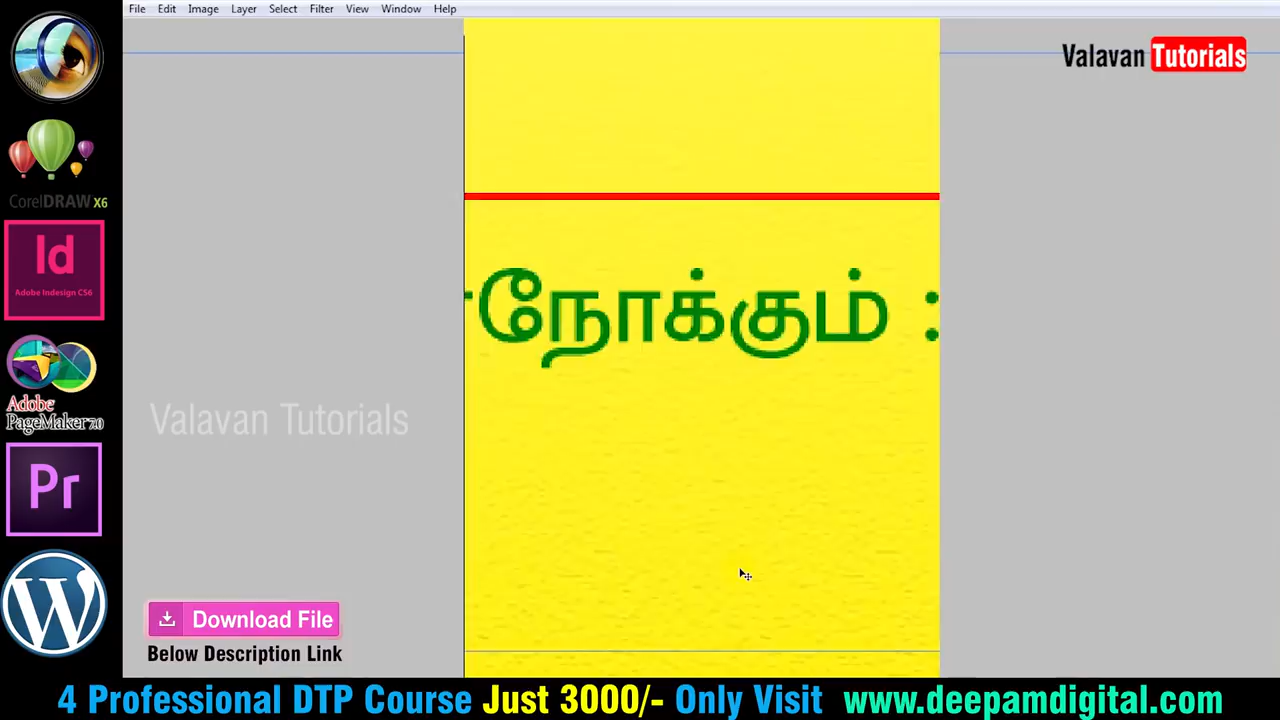 File Edit Image Layer Select Filter View Window Help
Valavan Tutorials
CorelDRAW X6
Id
Adobe Indesign CS6
நோக்கும் :
Adobe
PageMaker 7.0
Valavan Tutorials
Pr
Download File
Below Description Link
4 Professional DTP Course Just 3000/- Only Visit www.deepamdigital.com